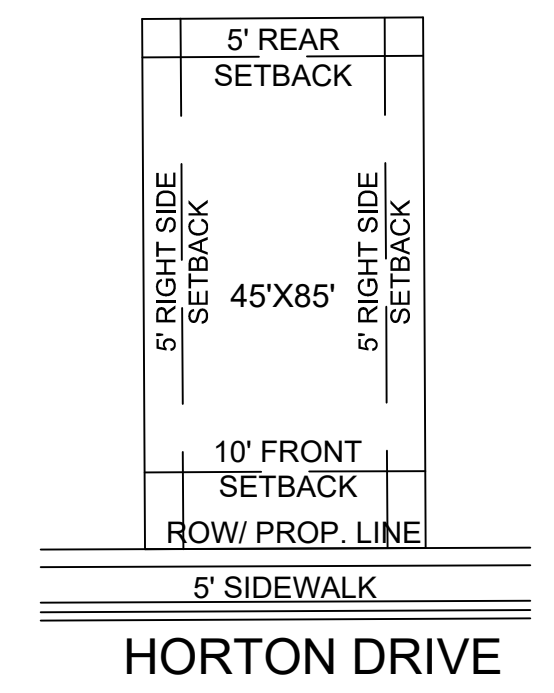 5' REAR
SETBACK
5' RIGHT SIDE
SETBACK
45'X85'
5' RIGHT SIDE
SETBACK
10' FRONT
SETBACK
ROW/ PROP. LINE
5' SIDEWALK
HORTON DRIVE